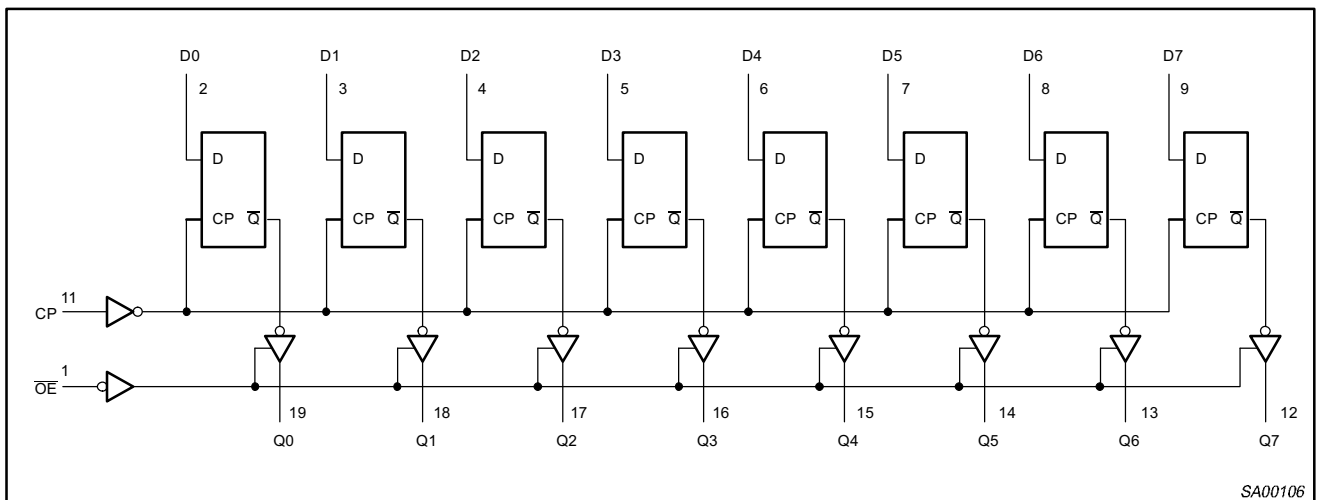 D0 D1 D2 D3 D4 D5 D6 D7
2 3 4 5 6 7 8 9
D D D D D D D D
CP Q̅ CP Q̅ CP Q̅ CP Q̅ CP Q̅ CP Q̅ CP Q̅ CP Q̅
11
CP
1
O̅E̅
19 18 17 16 15 14 13 12
Q0 Q1 Q2 Q3 Q4 Q5 Q6 Q7
SA00106